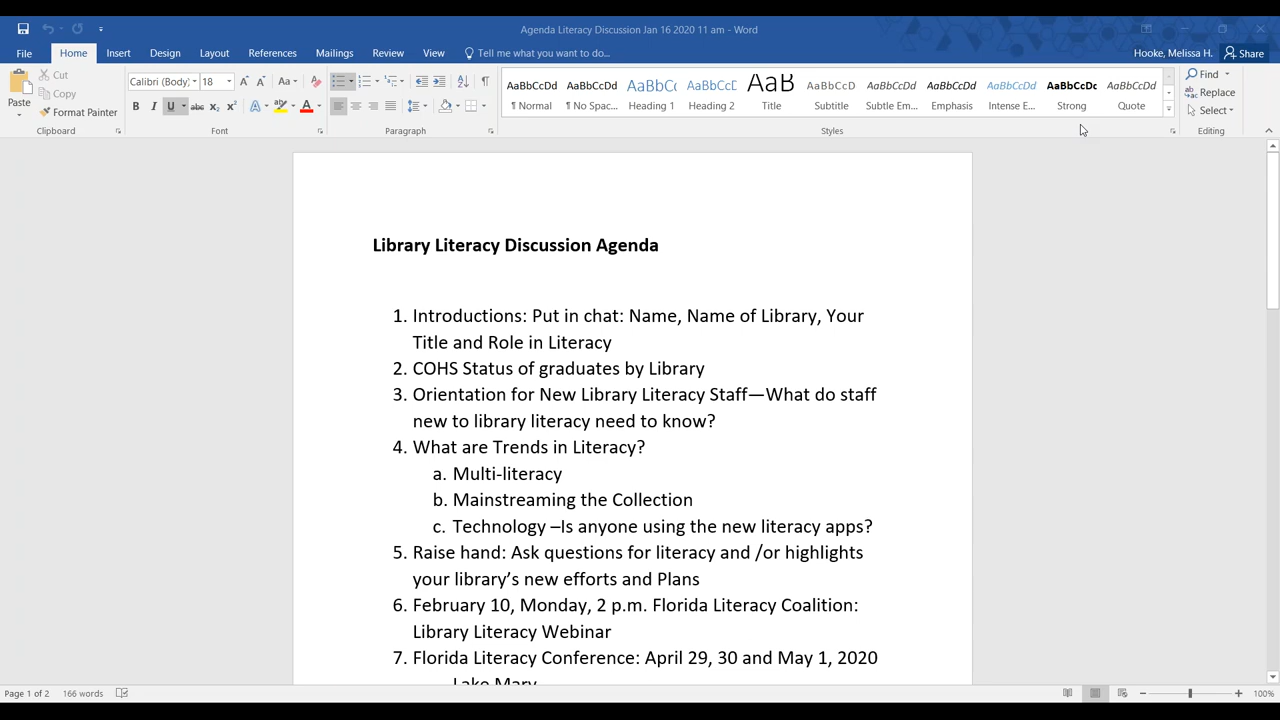 Agenda Literacy Discussion Jan 16 2020 11 am - Word
File Home Insert Design Layout References Mailings Review View Tell me what you want to do... Hooke, Melissa H. Share
Paste Cut Copy Format Painter
Calibri (Body) 18
AaBbCcDd AaBbCcDd AaBbCc AaBbCcD AaB AaBbCcD AaBbCcDd AaBbCcDd AaBbCcDd AaBbCcDc AaBbCcDd
¶ Normal ¶ No Spac... Heading 1 Heading 2 Title Subtitle Subtle Em... Emphasis Strong Quote
Find
Replace
Select
Clipboard Font Paragraph Styles Editing
Library Literacy Discussion Agenda
1. Introductions: Put in chat: Name, Name of Library, Your
Title and Role in Literacy
2. COHS Status of graduates by Library
3. Orientation for New Library Literacy Staff—What do staff
new to library literacy need to know?
4. What are Trends in Literacy?
a. Multi-literacy
b. Mainstreaming the Collection
c. Technology –Is anyone using the new literacy apps?
5. Raise hand: Ask questions for literacy and /or highlights
your library’s new efforts and Plans
6. February 10, Monday, 2 p.m. Florida Literacy Coalition:
Library Literacy Webinar
7. Florida Literacy Conference: April 29, 30 and May 1, 2020
Lake Mary
Page 1 of 2 166 words 100%